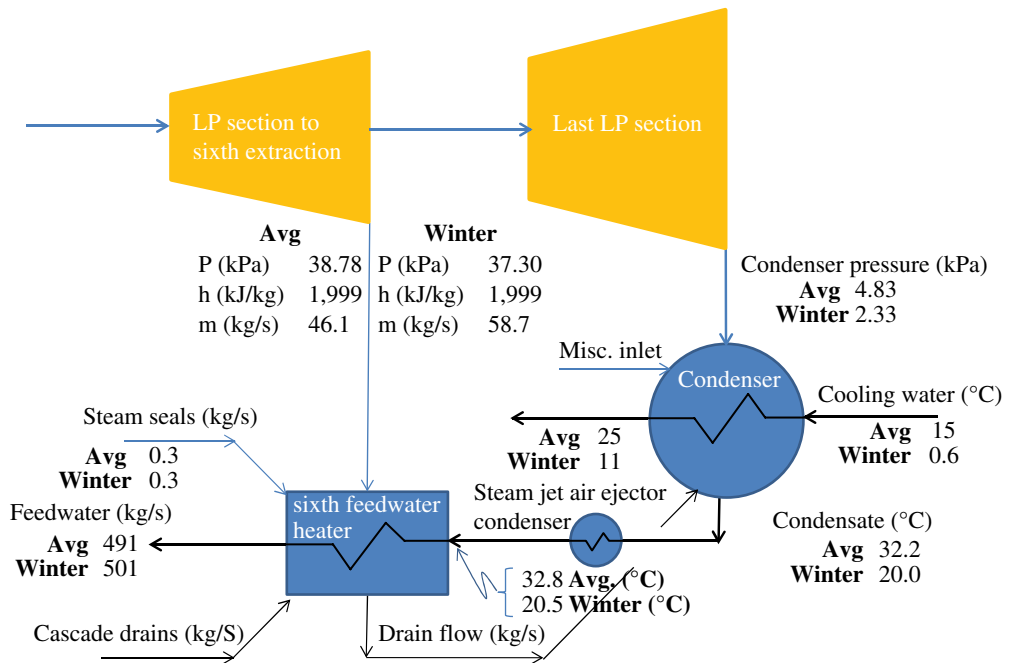 LP section to
sixth extraction
Last LP section
Avg Winter
P (kPa) 38.78 P (kPa) 37.30
h (kJ/kg) 1,999 h (kJ/kg) 1,999
m (kg/s) 46.1 m (kg/s) 58.7
Condenser pressure (kPa)
Avg 4.83
Winter 2.33
Misc. inlet
Condenser
Cooling water (°C)
Avg 15
Winter 0.6
Avg 25
Winter 11
Steam seals (kg/s)
Avg 0.3
Winter 0.3
Steam jet air ejector
condenser
sixth feedwater
heater
Feedwater (kg/s)
Avg 491
Winter 501
Condensate (°C)
Avg 32.2
Winter 20.0
32.8 Avg. (°C)
20.5 Winter (°C)
Cascade drains (kg/S)
Drain flow (kg/s)